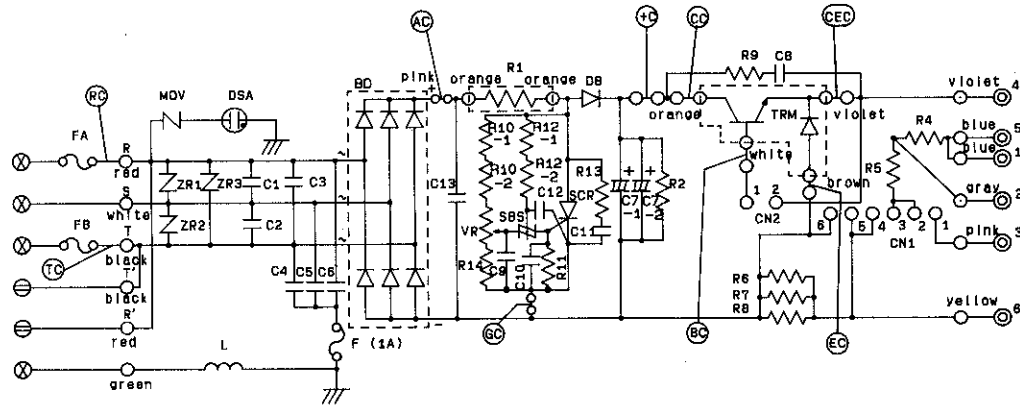 AC
+C
CC
CEC
RC
MOV
DSA
BD
pink
+
orange
R1
orange
D8
R9
C8
orange
TRM
violet
violet
4
FA
R
red
R10
-1
R12
-1
R4
blue
5
blue
1
ZR1
ZR3
C1
C3
C13
R10
-2
R12
-2
C12
SCR
R13
white
R5
S
white
~
C7
-1
+
C7
-2
+
R2
brown
gray
2
FB
ZR2
C2
VR
SBS
C11
1
2
CN2
6
5
4
3
2
1
CN1
pink
3
T
black
~
TC
T'
black
C4
C5
C6
R14
C9
C10
R11
R6
R7
R8
R'
red
-
GC
BC
EC
yellow
6
F (1A)
L
green